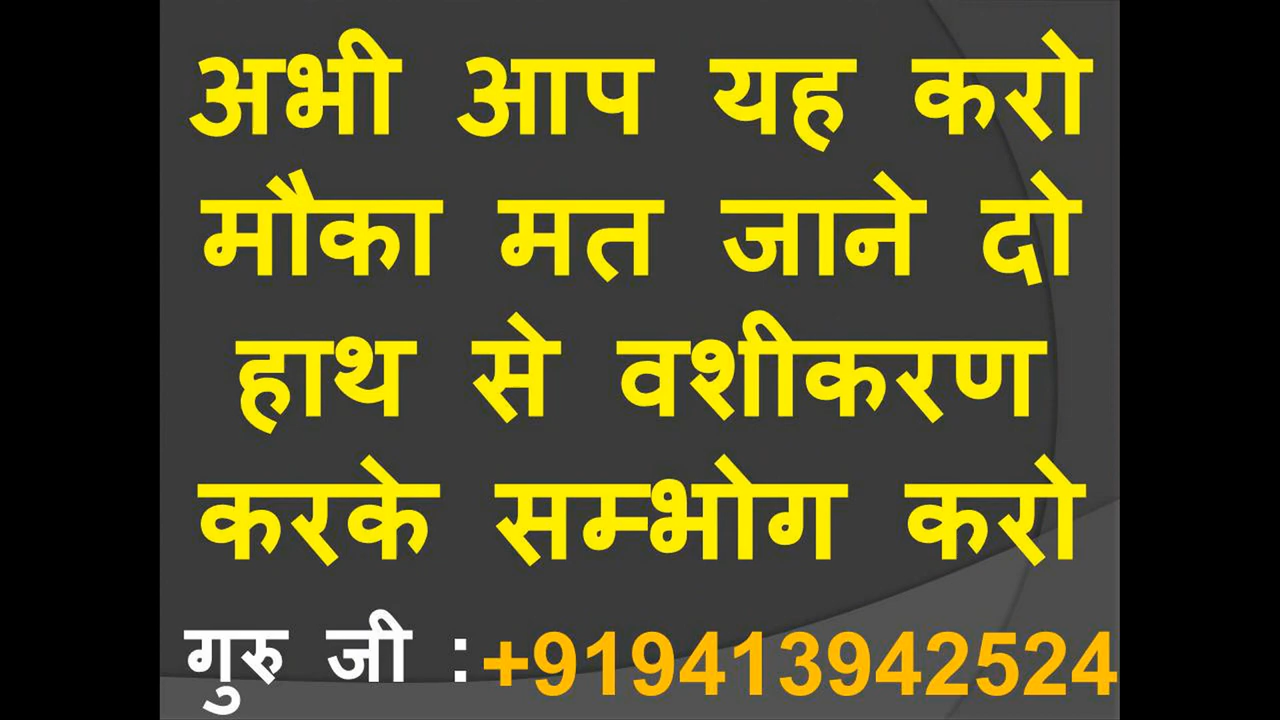 अभी आप यह करो
मौका मत जाने दो
हाथ से वशीकरण
करके सम्भोग करो
गुरु जी :+919413942524